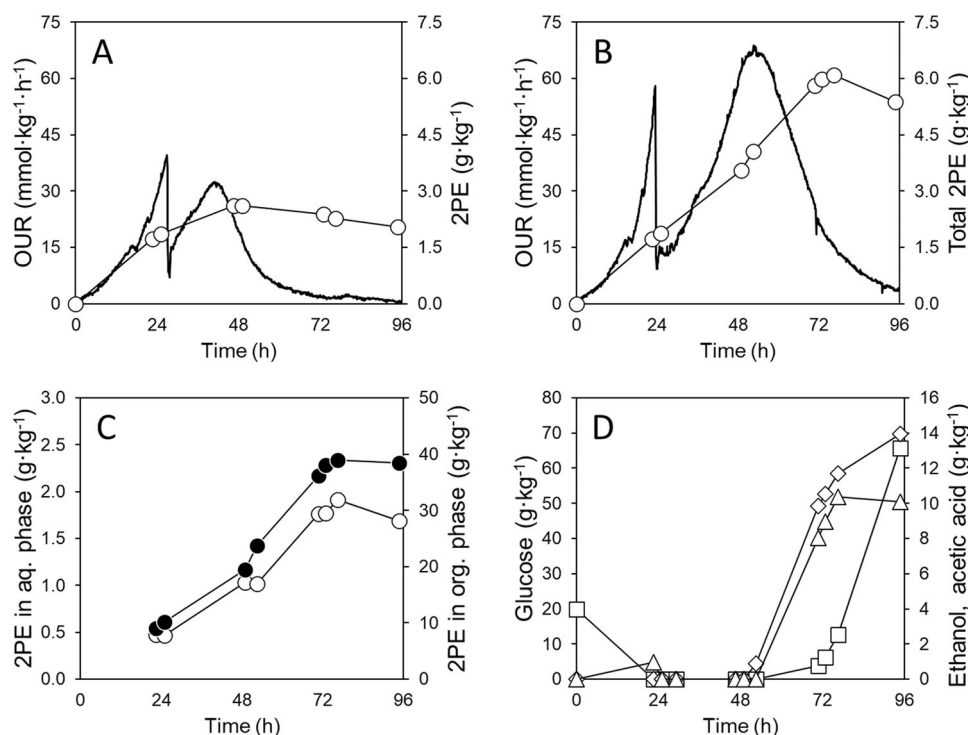 A
OUR (mmol·kg⁻¹·h⁻¹)
75
60
45
30
15
0
7.5
6.0
4.5
3.0
1.5
0.0
2PE (g·kg⁻¹)
0 24 48 72 96
Time (h)
B
OUR (mmol·kg⁻¹·h⁻¹)
75
60
45
30
15
0
7.5
6.0
4.5
3.0
1.5
0.0
Total 2PE (g·kg⁻¹)
0 24 48 72 96
Time (h)
C
2PE in aq. phase (g·kg⁻¹)
3.0
2.5
2.0
1.5
1.0
0.5
0.0
50
40
30
20
10
0
2PE in org. phase (g·kg⁻¹)
0 24 48 72 96
Time (h)
D
Glucose (g·kg⁻¹)
80
70
60
50
40
30
20
10
0
16
14
12
10
8
6
4
2
0
Ethanol, acetic acid (g·kg⁻¹)
0 24 48 72 96
Time (h)